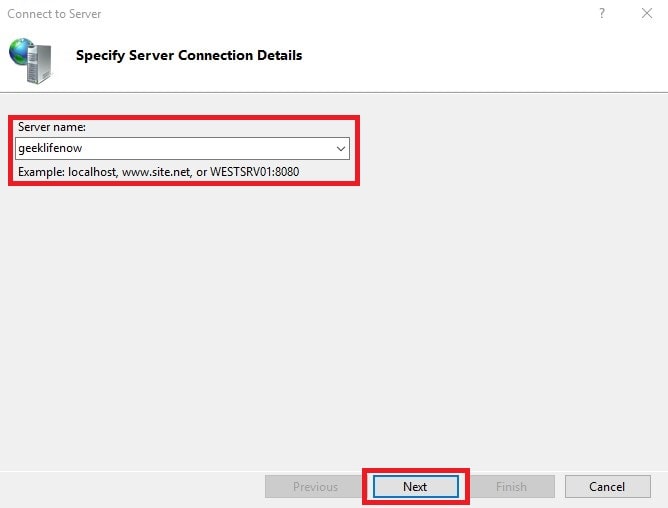 Connect to Server ?
Specify Server Connection Details
Server name:
geeklifenow
Example: localhost, www.site.net, or WESTSRV01:8080
Previous Next Finish Cancel